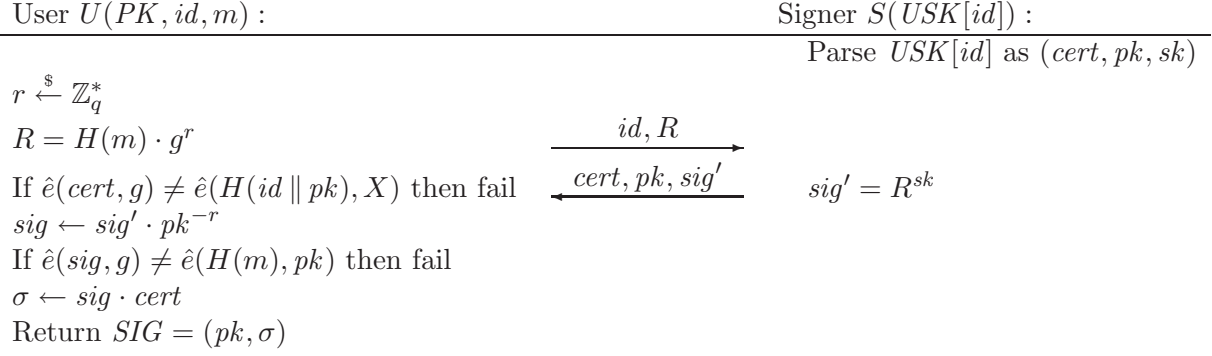 User U(PK, id, m) : Signer S(USK[id]) :
Parse USK[id] as (cert, pk, sk)
r $← ℤ*q
R = H(m) · g^r id, R
If ê(cert, g) ≠ ê(H(id ‖ pk), X) then fail cert, pk, sig′ sig′ = R^sk
sig ← sig′ · pk^−r
If ê(sig, g) ≠ ê(H(m), pk) then fail
σ ← sig · cert
Return SIG = (pk, σ)